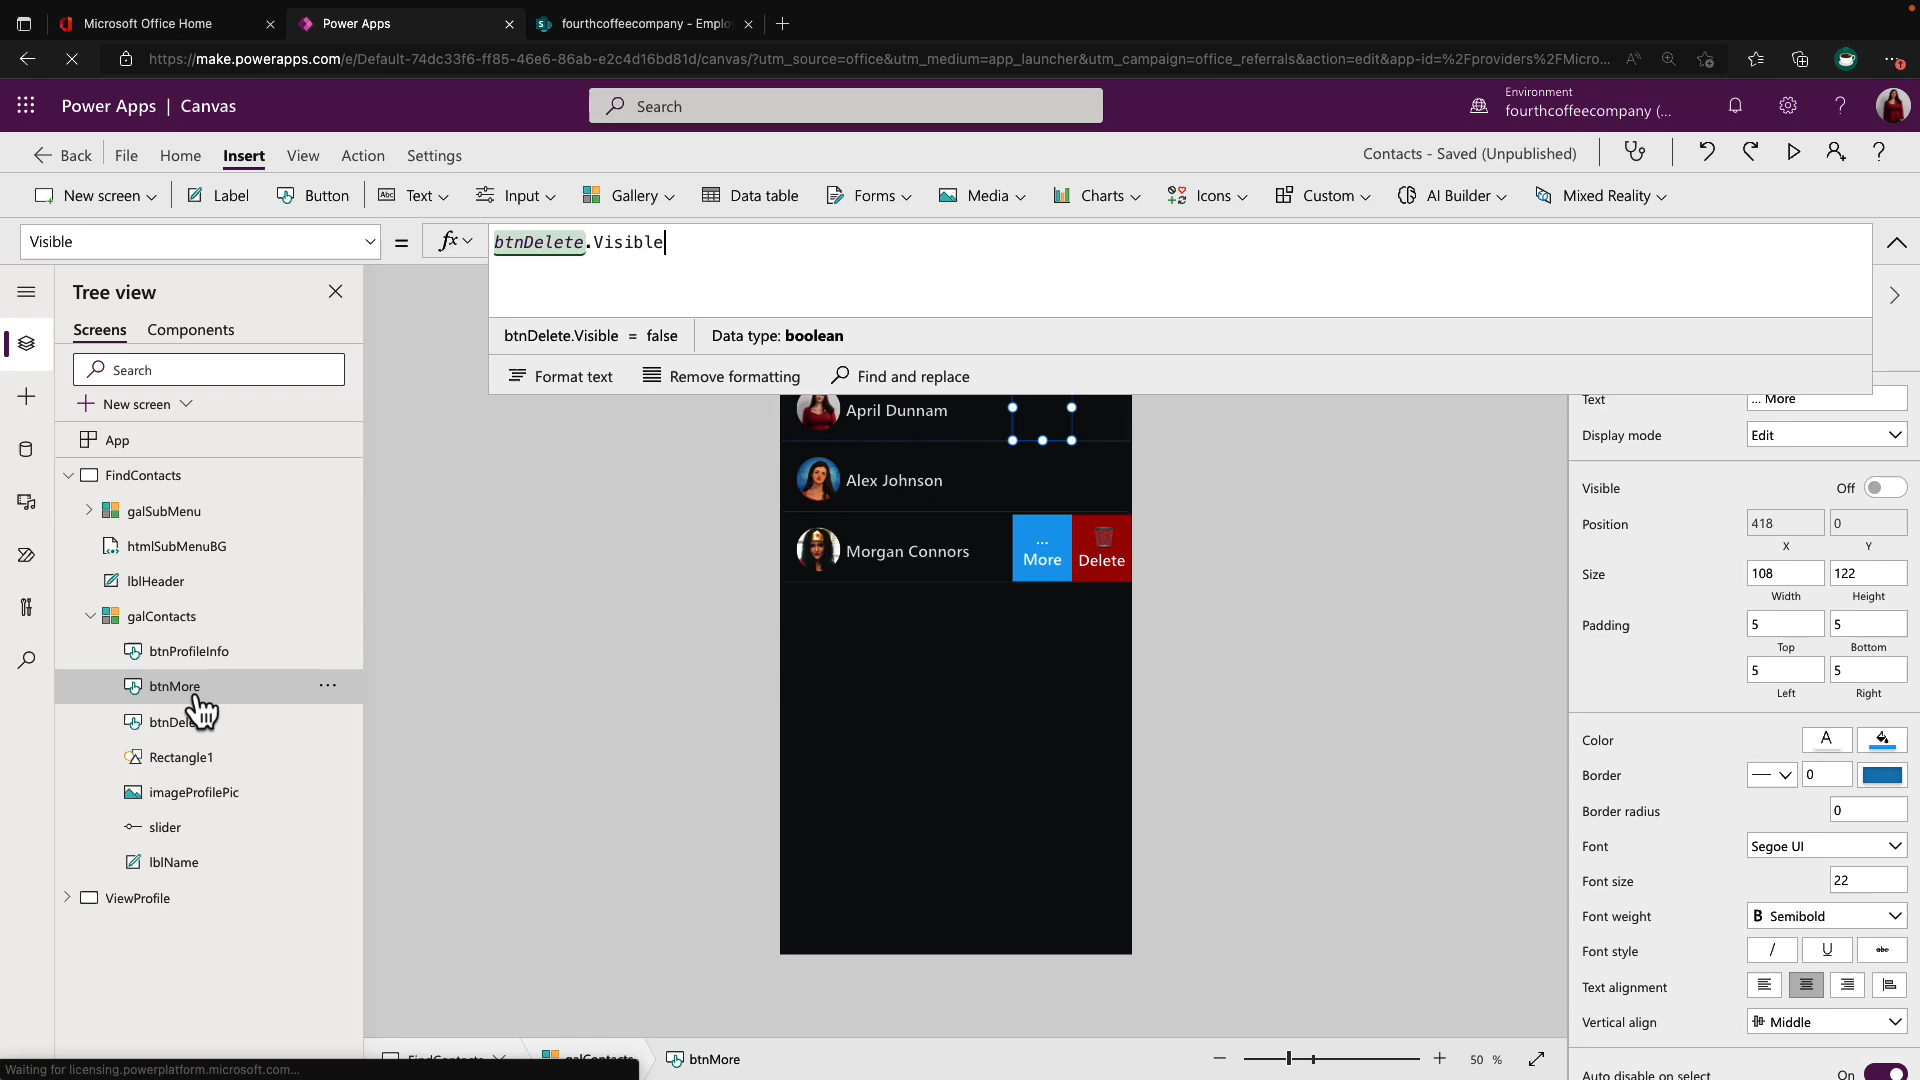 Microsoft Office Home
Power Apps
fourthcoffeecompany - Emplo
https://make.powerapps.com/e/Default-74dc33f6-ff85-46e6-86ab-e2c4d16bd81d/canvas/?utm_source=office&utm_medium=app_launcher&utm_campaign=office_referrals&action=edit&app-id=%2Fproviders%2FMicro...
Power Apps | Canvas
Search
Environment
fourthcoffeecompany (...
Back
File
Home
Insert
View
Action
Settings
Contacts - Saved (Unpublished)
New screen
Label
Button
Text
Input
Gallery
Data table
Forms
Media
Charts
Icons
Custom
AI Builder
Mixed Reality
Visible
=
fx
btnDelete.Visible
btnDelete.Visible = false
Data type: boolean
Format text
Remove formatting
Find and replace
Tree view
Screens
Components
Search
New screen
App
FindContacts
galSubMenu
htmlSubMenuBG
lblHeader
galContacts
btnProfileInfo
btnMore
btnDel
Rectangle1
imageProfilePic
slider
lblName
ViewProfile
April Dunnam
Alex Johnson
Morgan Connors
...
More
Delete
Text
... More
Display mode
Edit
Visible
Off
Position
418
0
X
Y
Size
108
122
Width
Height
Padding
5
5
Top
Bottom
5
5
Left
Right
Color
A
Border
0
Border radius
0
Font
Segoe UI
Font size
22
Font weight
B Semibold
Font style
/
U
abc
Text alignment
Vertical align
Middle
Auto disable on select
On
FindContacts
galContacts
btnMore
50 %
Waiting for licensing.powerplatform.microsoft.com...